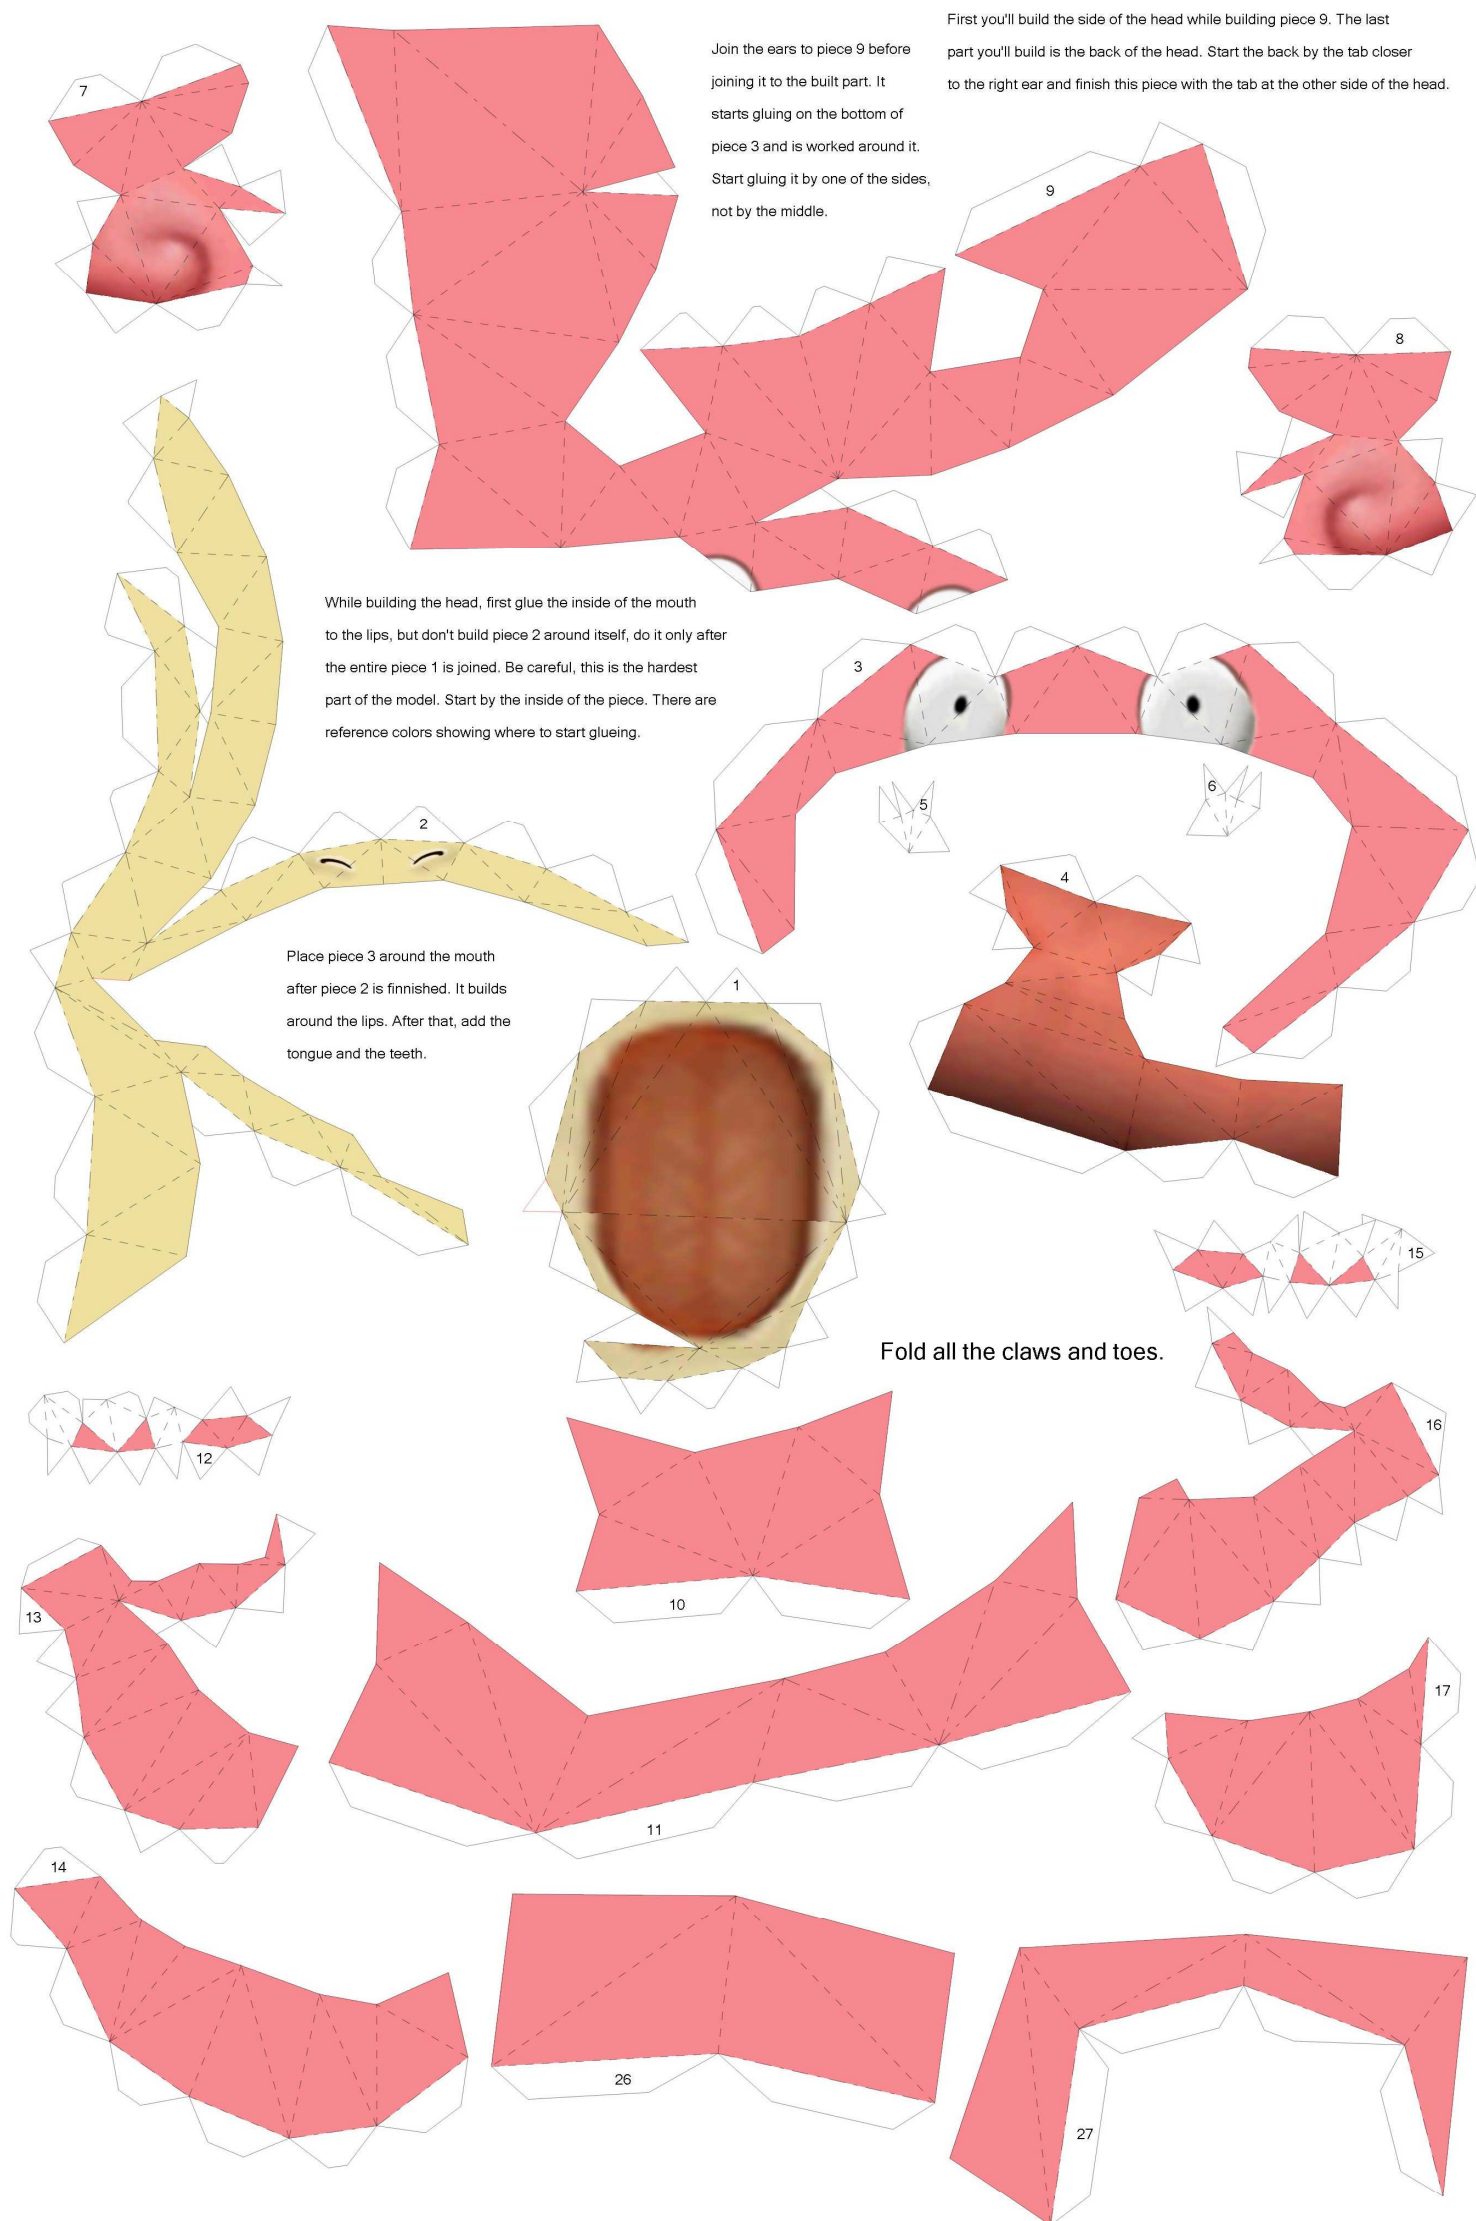 First you'll build the side of the head while building piece 9. The last
part you'll build is the back of the head. Start the back by the tab closer
to the right ear and finish this piece with the tab at the other side of the head.
Join the ears to piece 9 before
joining it to the built part. It
starts gluing on the bottom of
piece 3 and is worked around it.
Start gluing it by one of the sides,
not by the middle.
7
9
8
While building the head, first glue the inside of the mouth
to the lips, but don't build piece 2 around itself, do it only after
the entire piece 1 is joined. Be careful, this is the hardest
part of the model. Start by the inside of the piece. There are
reference colors showing where to start glueing.
3
5
6
2
4
Place piece 3 around the mouth
after piece 2 is finnished. It builds
around the lips. After that, add the
tongue and the teeth.
1
15
Fold all the claws and toes.
12
16
10
13
17
11
14
26
27